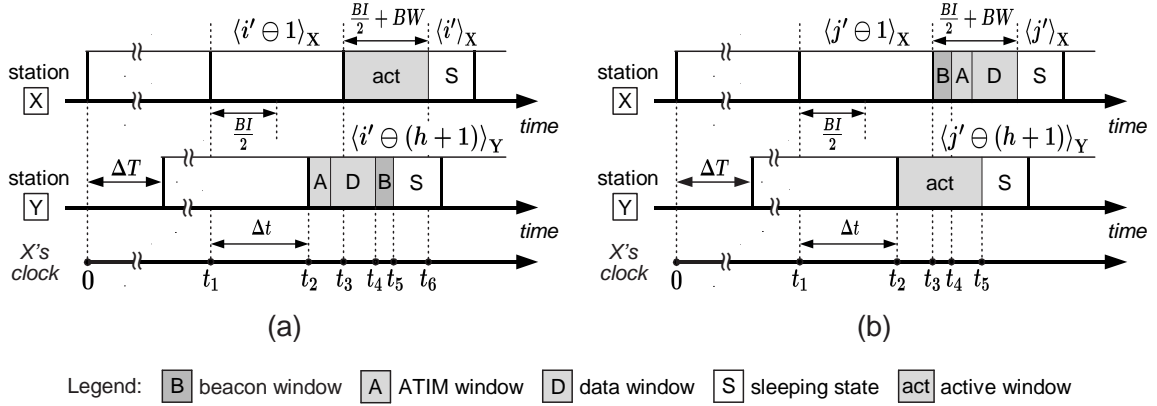 ⟨i′ ⊖ 1⟩X BI/2 + BW ⟨i′⟩X
station X act S
time
BI/2
⟨i′ ⊖ (h + 1)⟩Y
ΔT
station Y A D B S
time
Δt
X's clock
0 t1 t2 t3 t4 t5 t6
(a)
⟨j′ ⊖ 1⟩X BI/2 + BW ⟨j′⟩X
station X B A D S
time
BI/2
⟨j′ ⊖ (h + 1)⟩Y
ΔT
station Y act S
time
Δt
X's clock
0 t1 t2 t3 t4 t5
(b)
Legend: B beacon window A ATIM window D data window S sleeping state act active window